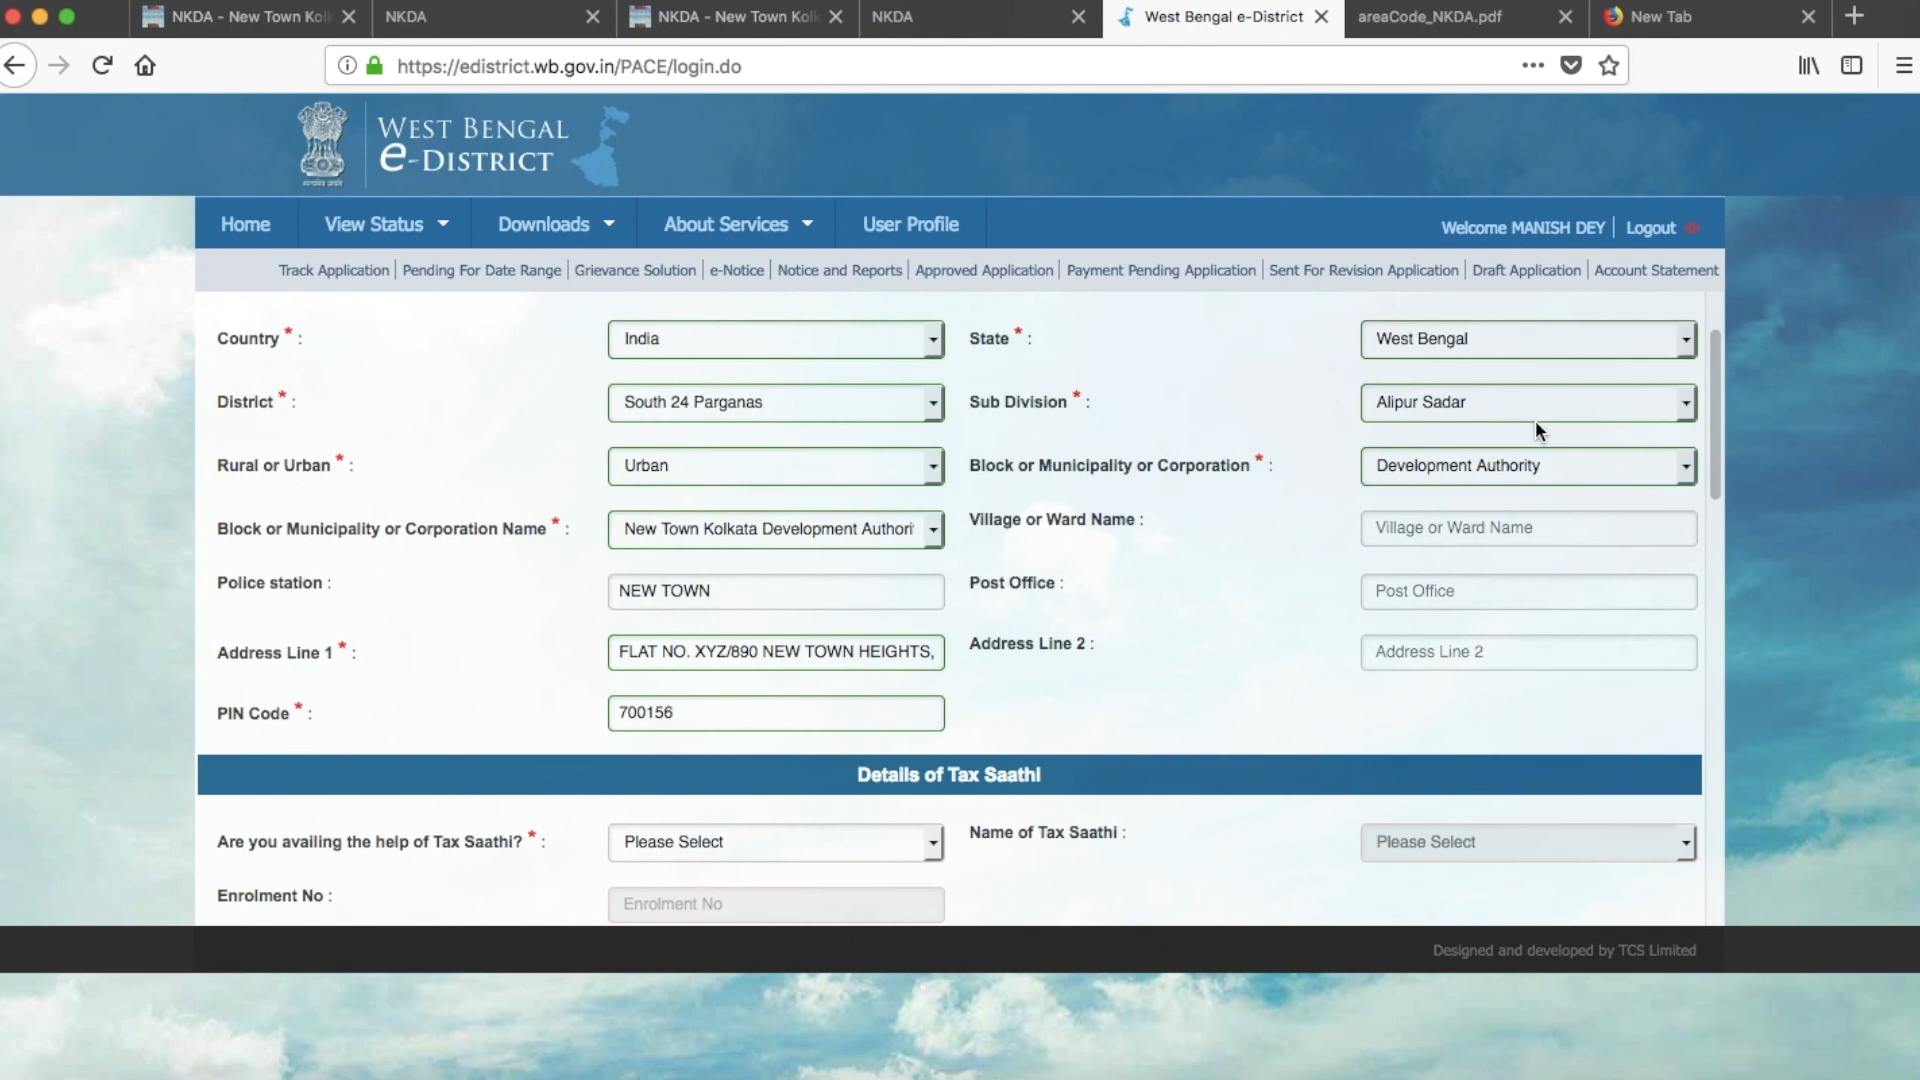 NKDA - New Town Kol
NKDA
NKDA - New Town Kol
NKDA
West Bengal e-District
areaCode_NKDA.pdf
New Tab
https://edistrict.wb.gov.in/PACE/login.do
WEST BENGAL
e-DISTRICT
Home
View Status
Downloads
About Services
User Profile
Welcome MANISH DEY | Logout
Track Application | Pending For Date Range | Grievance Solution | e-Notice | Notice and Reports | Approved Application | Payment Pending Application | Sent For Revision Application | Draft Application | Account Statement
Country * : India State * : West Bengal
District * : South 24 Parganas Sub Division * : Alipur Sadar
Rural or Urban * : Urban Block or Municipality or Corporation * : Development Authority
Block or Municipality or Corporation Name * : New Town Kolkata Development Authori Village or Ward Name : Village or Ward Name
Police station : NEW TOWN Post Office : Post Office
Address Line 1 * : FLAT NO. XYZ/890 NEW TOWN HEIGHTS, Address Line 2 : Address Line 2
PIN Code * : 700156
Details of Tax Saathi
Are you availing the help of Tax Saathi? * : Please Select Name of Tax Saathi : Please Select
Enrolment No : Enrolment No
Designed and developed by TCS Limited